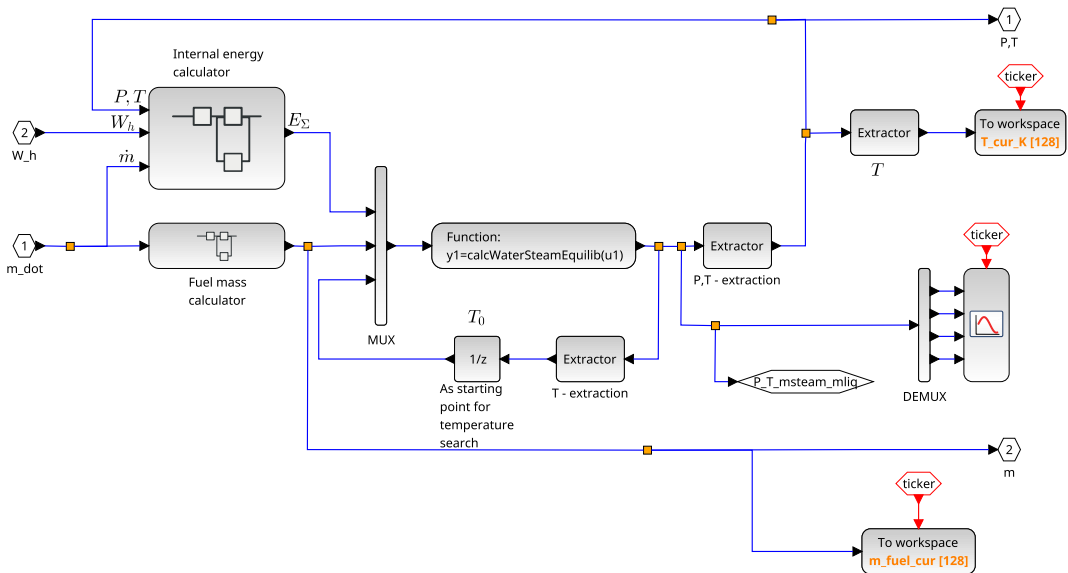 1
P,T
Internal energy
calculator
ticker
P, T
W_h
ṁ
E_Σ
2
W_h
Extractor
T
To workspace
T_cur_K [128]
1
m_dot
Fuel mass
calculator
Function:
y1=calcWaterSteamEquilib(u1)
Extractor
P,T - extraction
ticker
MUX
T_0
1/z
As starting
point for
temperature
search
Extractor
T - extraction
P_T_msteam_mliq
DEMUX
2
m
ticker
To workspace
m_fuel_cur [128]